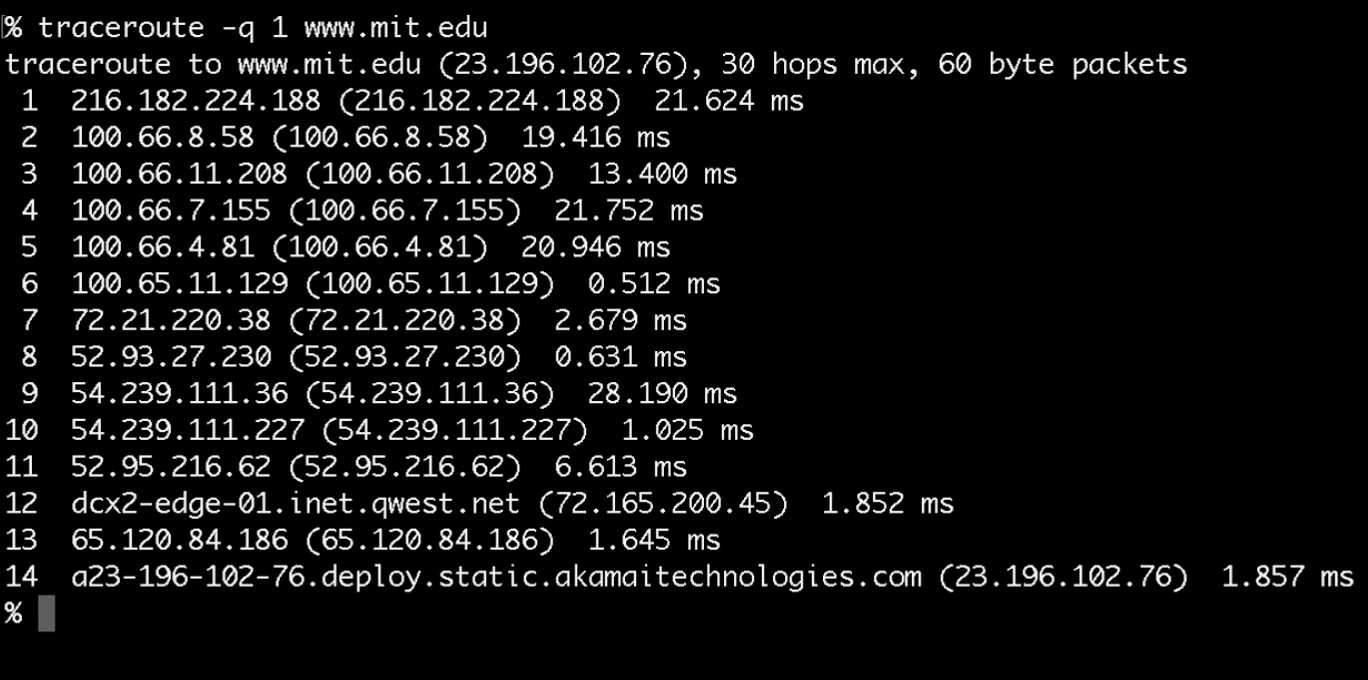 % traceroute -q 1 www.mit.edu
traceroute to www.mit.edu (23.196.102.76), 30 hops max, 60 byte packets
 1  216.182.224.188 (216.182.224.188)  21.624 ms
 2  100.66.8.58 (100.66.8.58)  19.416 ms
 3  100.66.11.208 (100.66.11.208)  13.400 ms
 4  100.66.7.155 (100.66.7.155)  21.752 ms
 5  100.66.4.81 (100.66.4.81)  20.946 ms
 6  100.65.11.129 (100.65.11.129)  0.512 ms
 7  72.21.220.38 (72.21.220.38)  2.679 ms
 8  52.93.27.230 (52.93.27.230)  0.631 ms
 9  54.239.111.36 (54.239.111.36)  28.190 ms
10  54.239.111.227 (54.239.111.227)  1.025 ms
11  52.95.216.62 (52.95.216.62)  6.613 ms
12  dcx2-edge-01.inet.qwest.net (72.165.200.45)  1.852 ms
13  65.120.84.186 (65.120.84.186)  1.645 ms
14  a23-196-102-76.deploy.static.akamaitechnologies.com (23.196.102.76)  1.857 ms
%